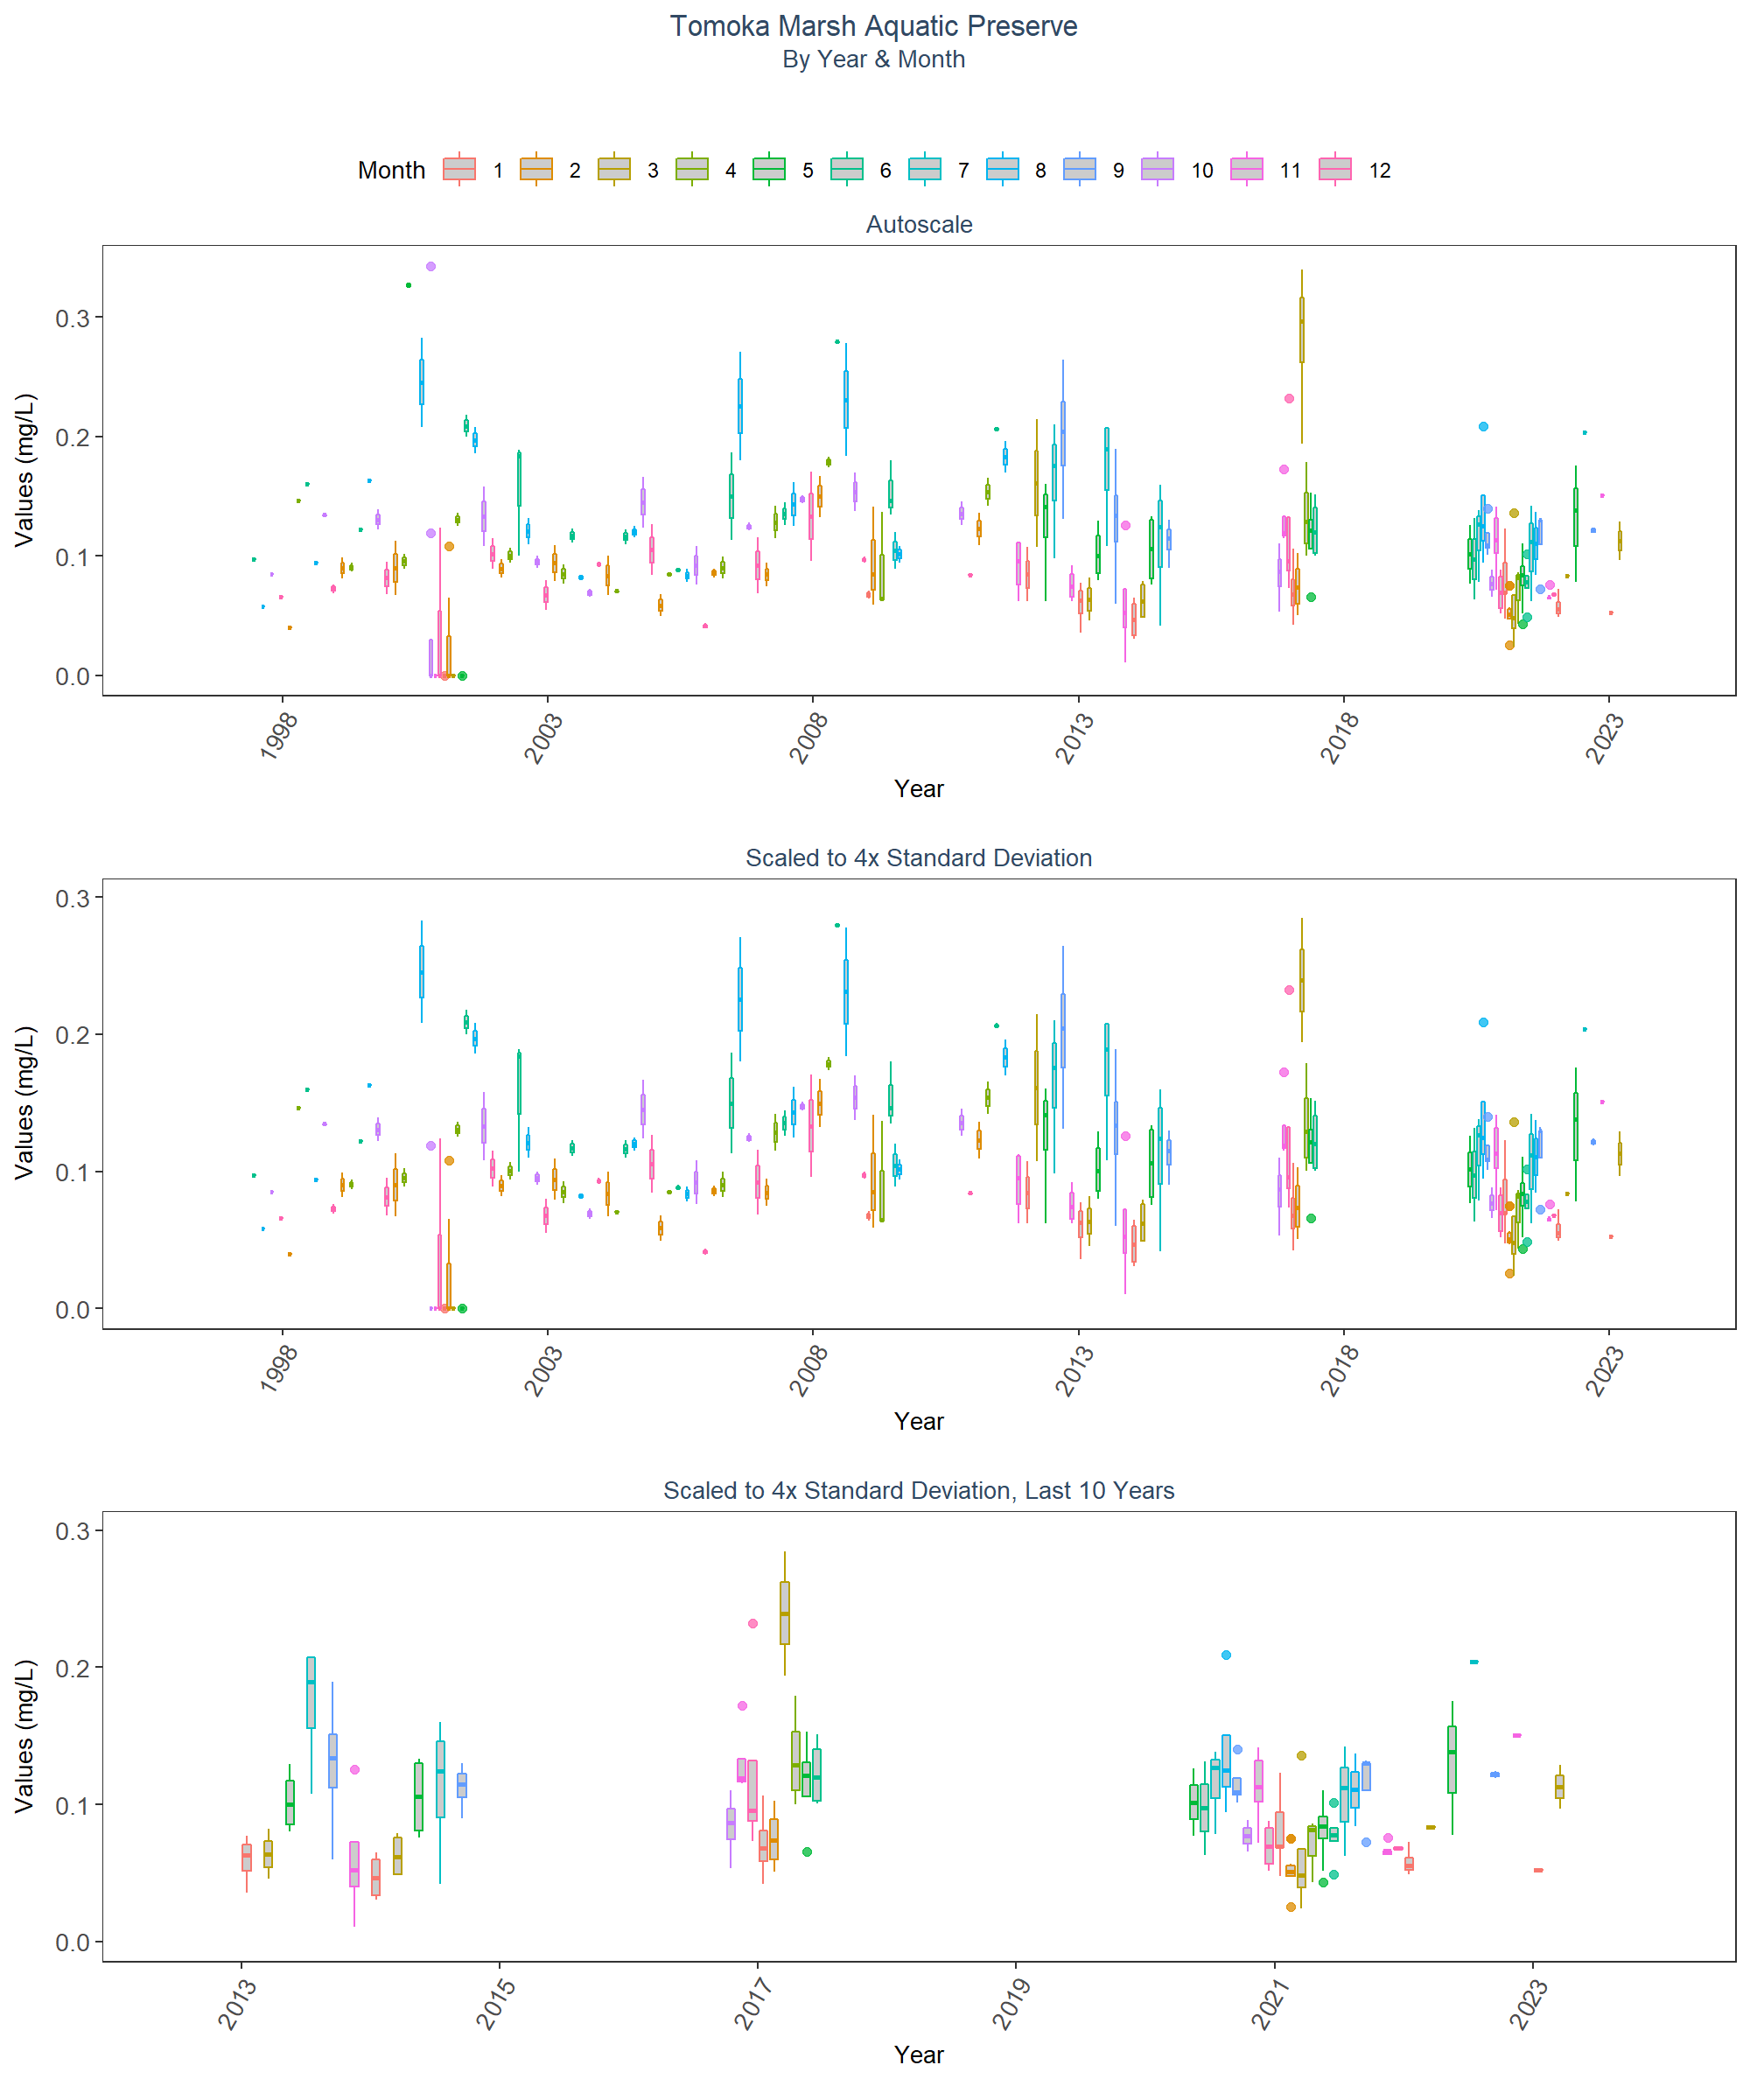 Tomoka Marsh Aquatic Preserve
By Year & Month
Month 1 2 3 4 5 6 7 8 9 10 11 12
Autoscale
Values (mg/L)
0.3
0.2
0.1
0.0
1998 2003 2008 2013 2018 2023
Year
Scaled to 4x Standard Deviation
Values (mg/L)
0.3
0.2
0.1
0.0
1998 2003 2008 2013 2018 2023
Year
Scaled to 4x Standard Deviation, Last 10 Years
Values (mg/L)
0.3
0.2
0.1
0.0
2013 2015 2017 2019 2021 2023
Year